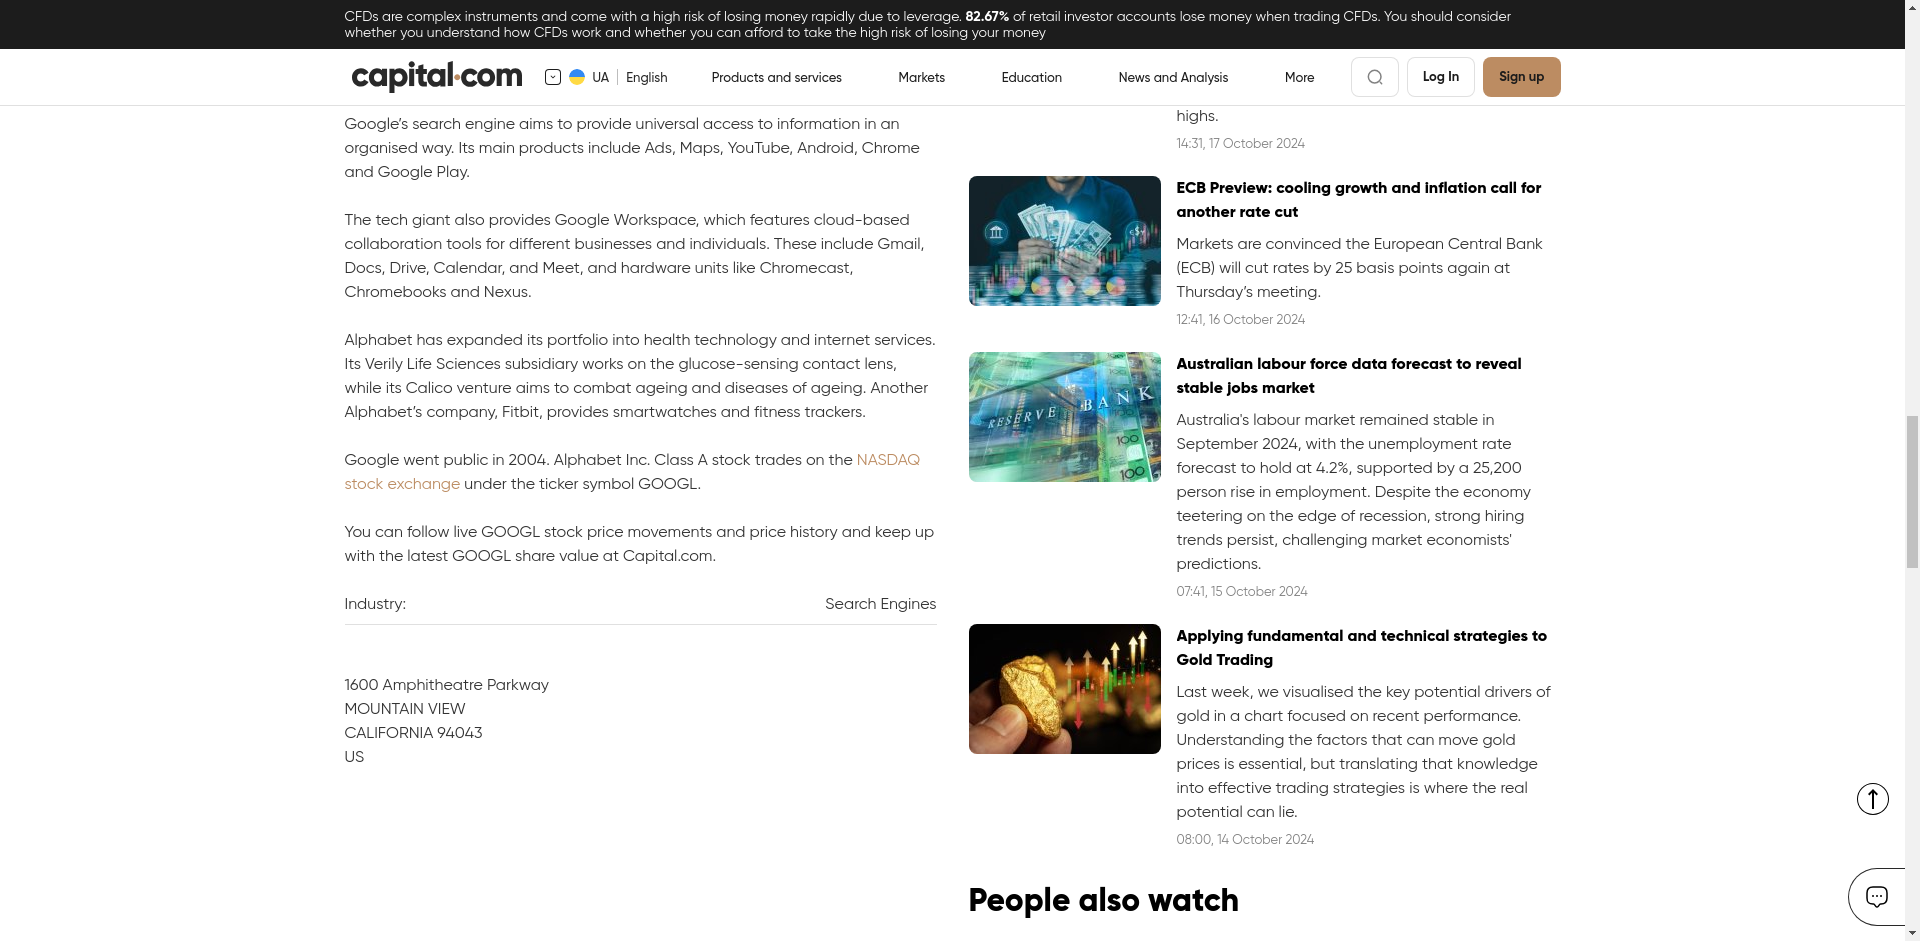 CFDs are complex instruments and come with a high risk of losing money rapidly due to leverage. 82.67% of retail investor accounts lose money when trading CFDs. You should consider
whether you understand how CFDs work and whether you can afford to take the high risk of losing your money
capital.com
UA
English
Products and services
Markets
Education
News and Analysis
More
Log In
Sign up
Google’s search engine aims to provide universal access to information in an
organised way. Its main products include Ads, Maps, YouTube, Android, Chrome
and Google Play.
The tech giant also provides Google Workspace, which features cloud-based
collaboration tools for different businesses and individuals. These include Gmail,
Docs, Drive, Calendar, and Meet, and hardware units like Chromecast,
Chromebooks and Nexus.
Alphabet has expanded its portfolio into health technology and internet services.
Its Verily Life Sciences subsidiary works on the glucose-sensing contact lens,
while its Calico venture aims to combat ageing and diseases of ageing. Another
Alphabet’s company, Fitbit, provides smartwatches and fitness trackers.
Google went public in 2004. Alphabet Inc. Class A stock trades on the NASDAQ
stock exchange under the ticker symbol GOOGL.
You can follow live GOOGL stock price movements and price history and keep up
with the latest GOOGL share value at Capital.com.
Industry:
Search Engines
1600 Amphitheatre Parkway
MOUNTAIN VIEW
CALIFORNIA 94043
US
highs.
14:31, 17 October 2024
ECB Preview: cooling growth and inflation call for
another rate cut
Markets are convinced the European Central Bank
(ECB) will cut rates by 25 basis points again at
Thursday’s meeting.
12:41, 16 October 2024
RESERVE BANK
100
100
Australian labour force data forecast to reveal
stable jobs market
Australia's labour market remained stable in
September 2024, with the unemployment rate
forecast to hold at 4.2%, supported by a 25,200
person rise in employment. Despite the economy
teetering on the edge of recession, strong hiring
trends persist, challenging market economists'
predictions.
07:41, 15 October 2024
Applying fundamental and technical strategies to
Gold Trading
Last week, we visualised the key potential drivers of
gold in a chart focused on recent performance.
Understanding the factors that can move gold
prices is essential, but translating that knowledge
into effective trading strategies is where the real
potential can lie.
08:00, 14 October 2024
People also watch